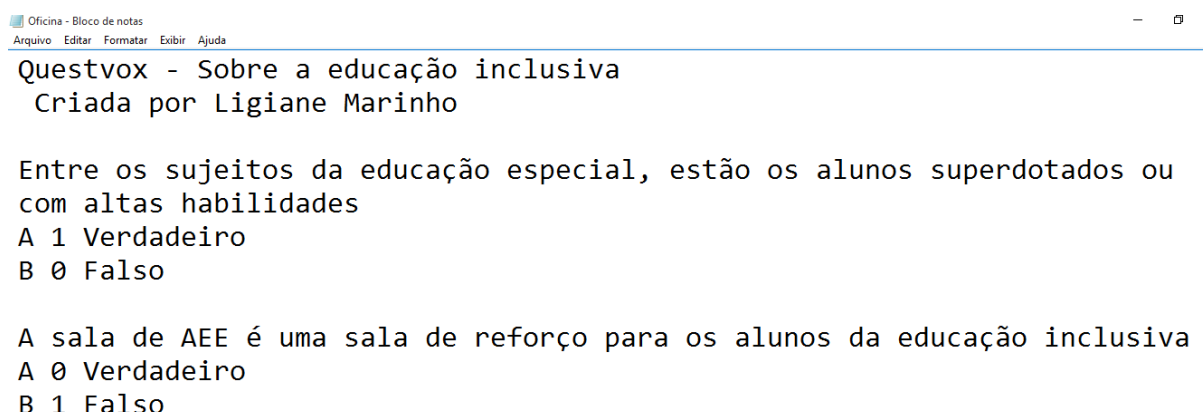 Oficina - Bloco de notas
Arquivo Editar Formatar Exibir Ajuda
Questvox - Sobre a educação inclusiva
Criada por Ligiane Marinho
Entre os sujeitos da educação especial, estão os alunos superdotados ou
com altas habilidades
A 1 Verdadeiro
B 0 Falso
A sala de AEE é uma sala de reforço para os alunos da educação inclusiva
A 0 Verdadeiro
B 1 Falso